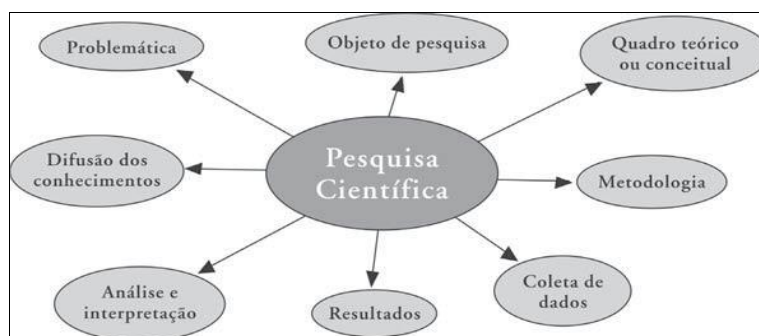 Problemática
Objeto de pesquisa
Quadro teórico
ou conceitual
Pesquisa
Científica
Difusão dos
conhecimentos
Metodologia
Análise e
interpretação
Resultados
Coleta de
dados